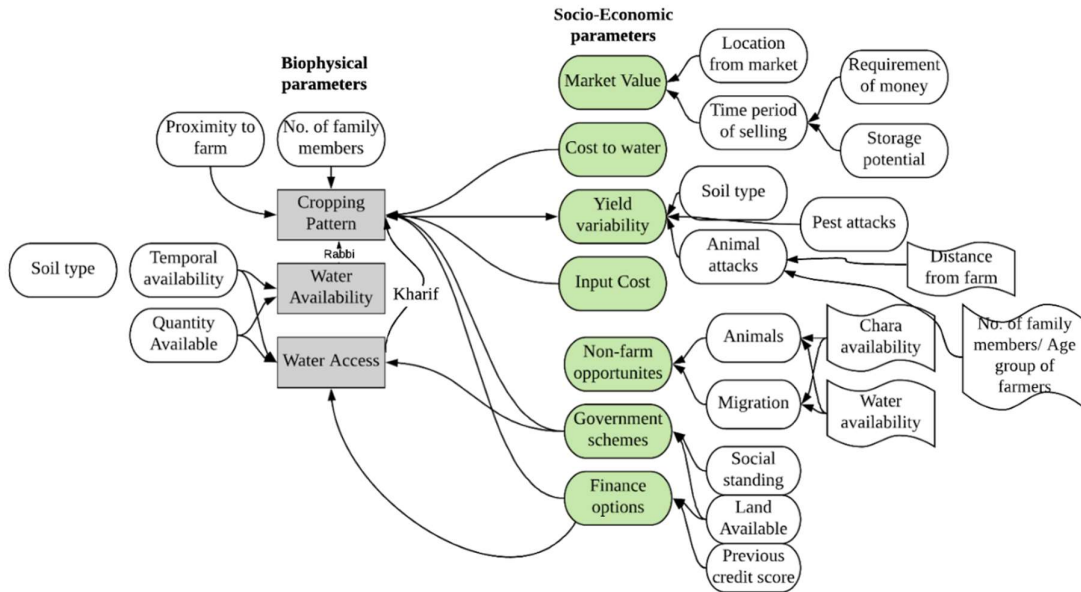 Socio-Economic
parameters
Biophysical
parameters
Proximity to
farm
No. of family
members
Cropping
Pattern
Rabbi
Soil type
Temporal
availability
Water
Availability
Kharif
Quantity
Available
Water Access
Market Value
Location
from market
Time period
of selling
Requirement
of money
Storage
potential
Cost to water
Yield
variability
Soil type
Pest attacks
Animal
attacks
Distance
from farm
No. of family
members/ Age
group of
farmers
Input Cost
Non-farm
opportunites
Animals
Migration
Chara
availability
Water
availability
Government
schemes
Social
standing
Land
Available
Finance
options
Previous
credit score